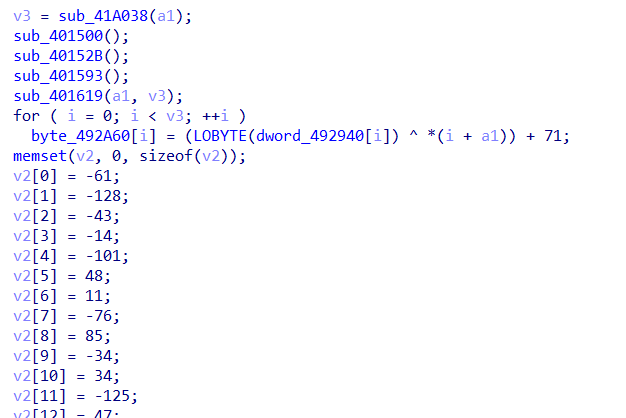 v3 = sub_41A038(a1);
sub_401500();
sub_40152B();
sub_401593();
sub_401619(a1, v3);
for ( i = 0; i < v3; ++i )
byte_492A60[i] = (LOBYTE(dword_492940[i]) ^ *(i + a1)) + 71;
memset(v2, 0, sizeof(v2));
v2[0] = -61;
v2[1] = -128;
v2[2] = -43;
v2[3] = -14;
v2[4] = -101;
v2[5] = 48;
v2[6] = 11;
v2[7] = -76;
v2[8] = 85;
v2[9] = -34;
v2[10] = 34;
v2[11] = -125;
v2[12] = 47;